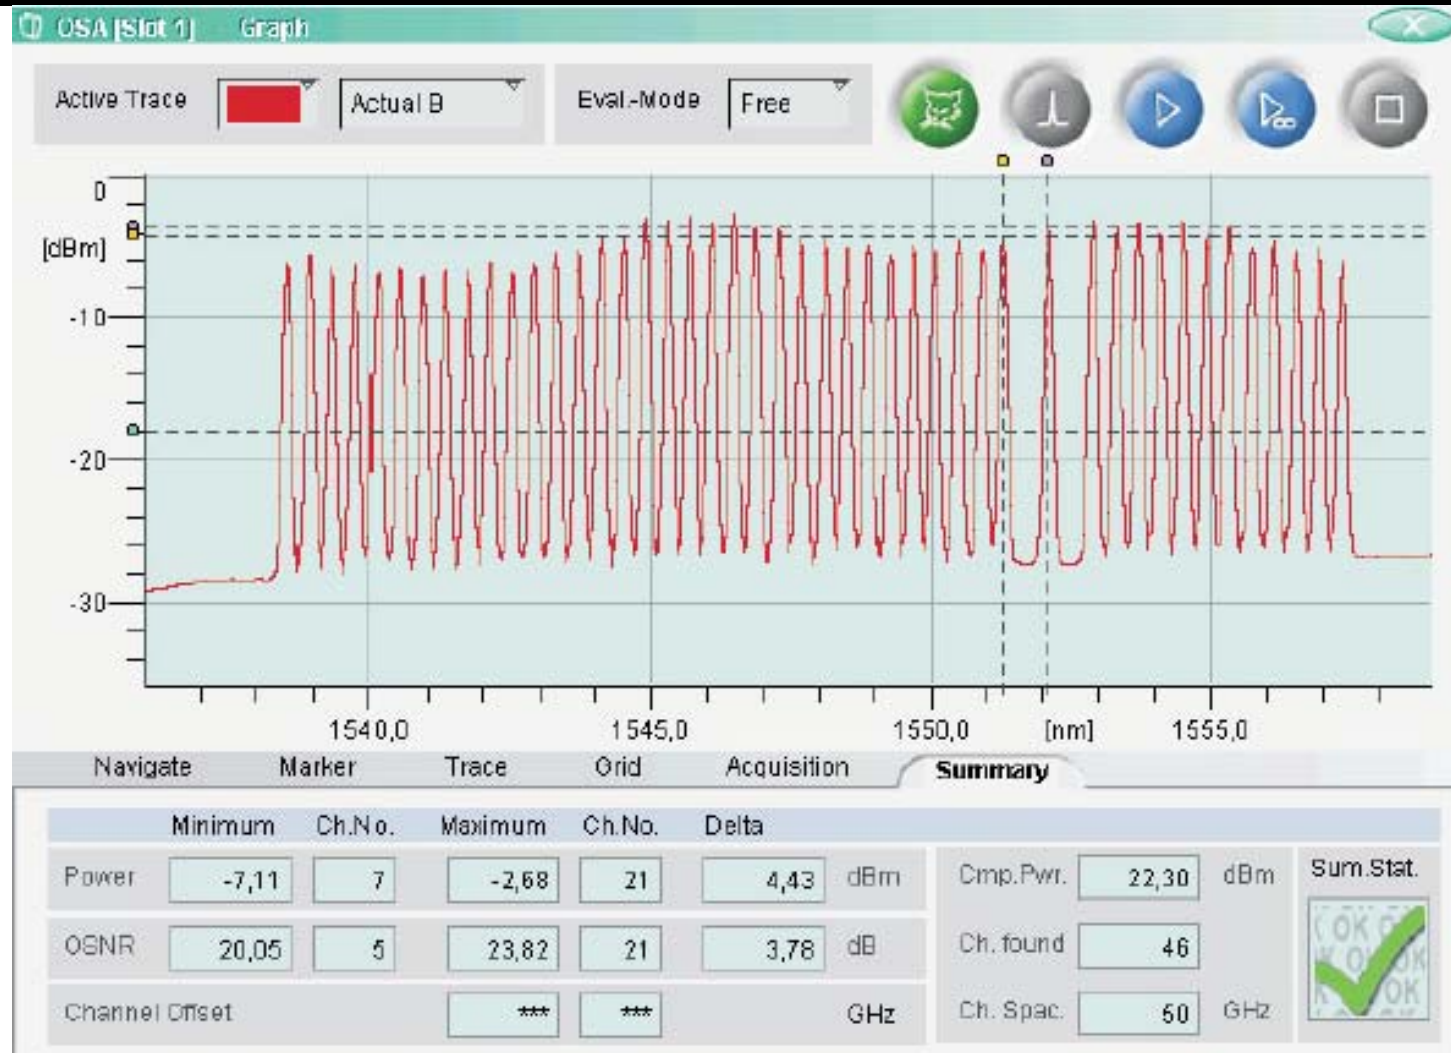 OSA [Slot 1] Graph
Active Trace Actual B Eval.-Mode Free
0
[dBm]
-10
-20
-30
1540,0 1545,0 1550,0 [nm] 1555,0
Navigate Marker Trace Grid Acquisition Summary
Minimum Ch.No. Maximum Ch.No. Delta
Power -7,11 7 -2,68 21 4,43 dBm Cmp.Pwr. 22,30 dBm Sum.Stat.
OSNR 20,05 5 23,82 21 3,78 dB Ch. found 46
OK
Channel Offset *** *** GHz Ch. Spac. 50 GHz